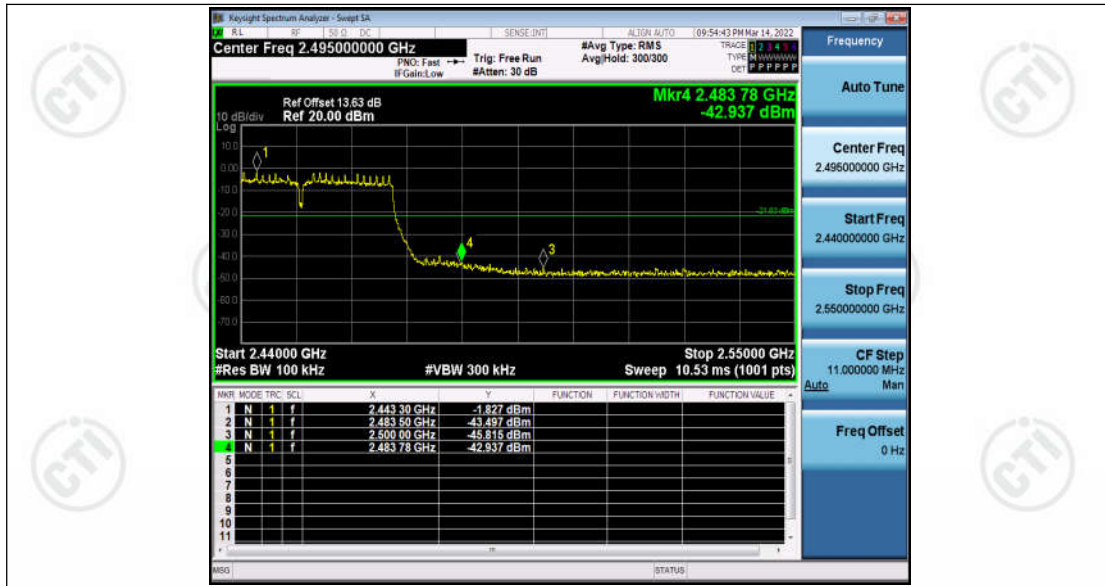 Keysight Spectrum Analyzer - Swept SA
RL RF 50 Ω DC SENSE:INT ALIGN AUTO 09:54:43 PM Mar 14, 2022
Center Freq 2.495000000 GHz
PNO: Fast
IFGain:Low
Trig: Free Run
#Atten: 30 dB
#Avg Type: RMS
Avg|Hold: 300/300
TRACE 1 2 3 4 5 6
TYPE M
DET P P P P P P
Frequency
Auto Tune
Center Freq
2.495000000 GHz
Start Freq
2.440000000 GHz
Stop Freq
2.550000000 GHz
CF Step
11.000000 MHz
Auto Man
Freq Offset
0 Hz
Mkr4 2.483 78 GHz
-42.937 dBm
Ref Offset 13.63 dB
10 dB/div Ref 20.00 dBm
Log
10.0
0.00
-10.0
-20.0
-30.0
-40.0
-50.0
-60.0
-70.0
1
4
3
Start 2.44000 GHz Stop 2.55000 GHz
#Res BW 100 kHz #VBW 300 kHz Sweep 10.53 ms (1001 pts)
MKR MODE TRC SCL X Y FUNCTION FUNCTION WIDTH FUNCTION VALUE
1 N 1 f 2.443 30 GHz -1.827 dBm
2 N 1 f 2.483 50 GHz -43.497 dBm
3 N 1 f 2.500 00 GHz -45.815 dBm
4 N 1 f 2.483 78 GHz -42.937 dBm
5
6
7
8
9
10
11
MSG STATUS
CTI
CTI
CTI
CTI